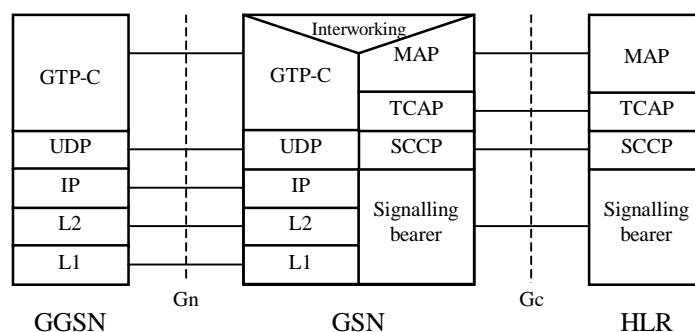 Interworking
GTP-C
GTP-C
MAP
MAP
TCAP
TCAP
UDP
UDP
SCCP
SCCP
IP
IP
L2
L2
Signalling
bearer
Signalling
bearer
L1
L1
Gn
Gc
GGSN
GSN
HLR